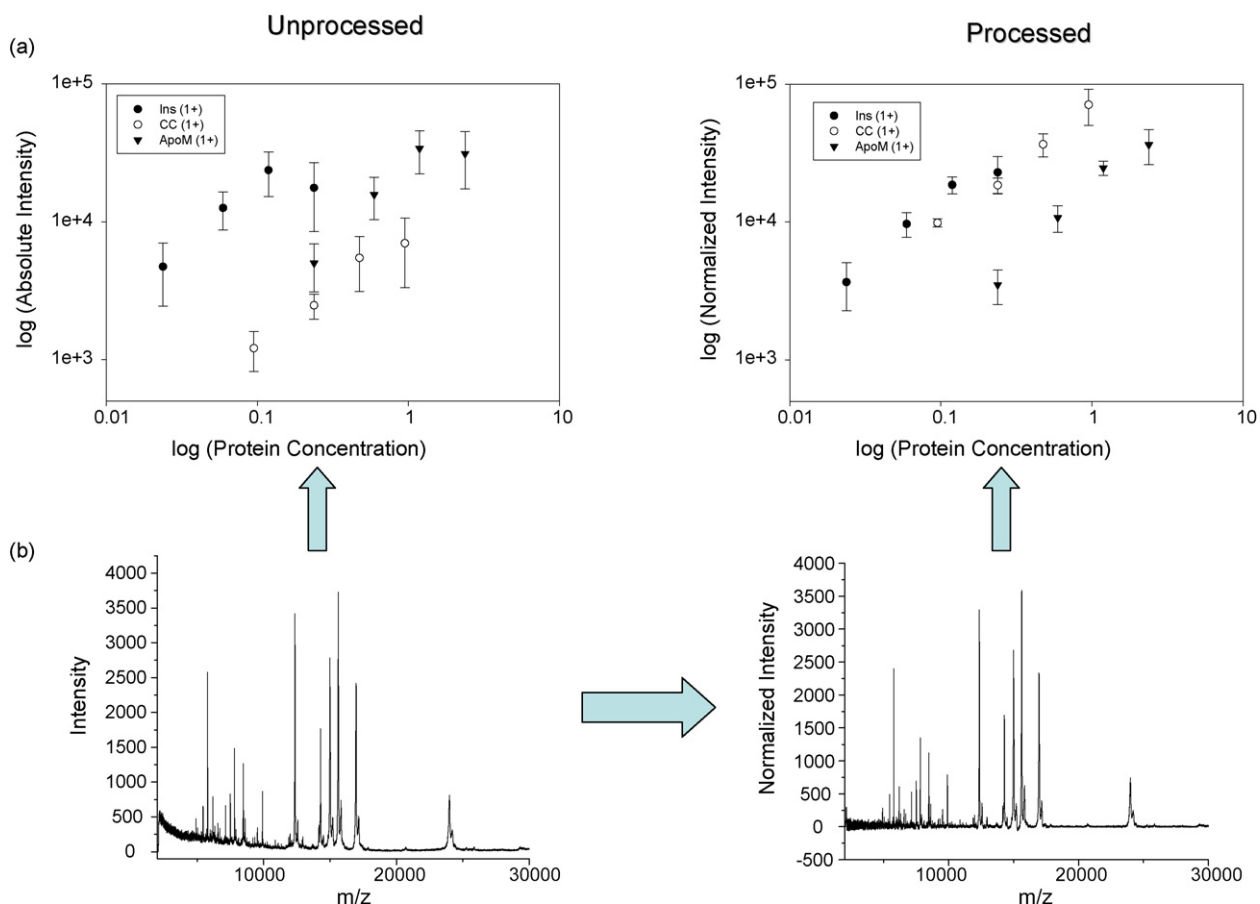 Unprocessed
Processed
(a)
1e+5
1e+4
1e+3
log (Absolute Intensity)
Ins (1+)
CC (1+)
ApoM (1+)
0.01
0.1
1
10
log (Protein Concentration)
1e+5
1e+4
1e+3
log (Normalized Intensity)
Ins (1+)
CC (1+)
ApoM (1+)
0.01
0.1
1
10
log (Protein Concentration)
(b)
4000
3500
3000
2500
2000
1500
1000
500
0
Intensity
10000
20000
30000
m/z
4000
3500
3000
2500
2000
1500
1000
500
0
-500
Normalized Intensity
10000
20000
30000
m/z